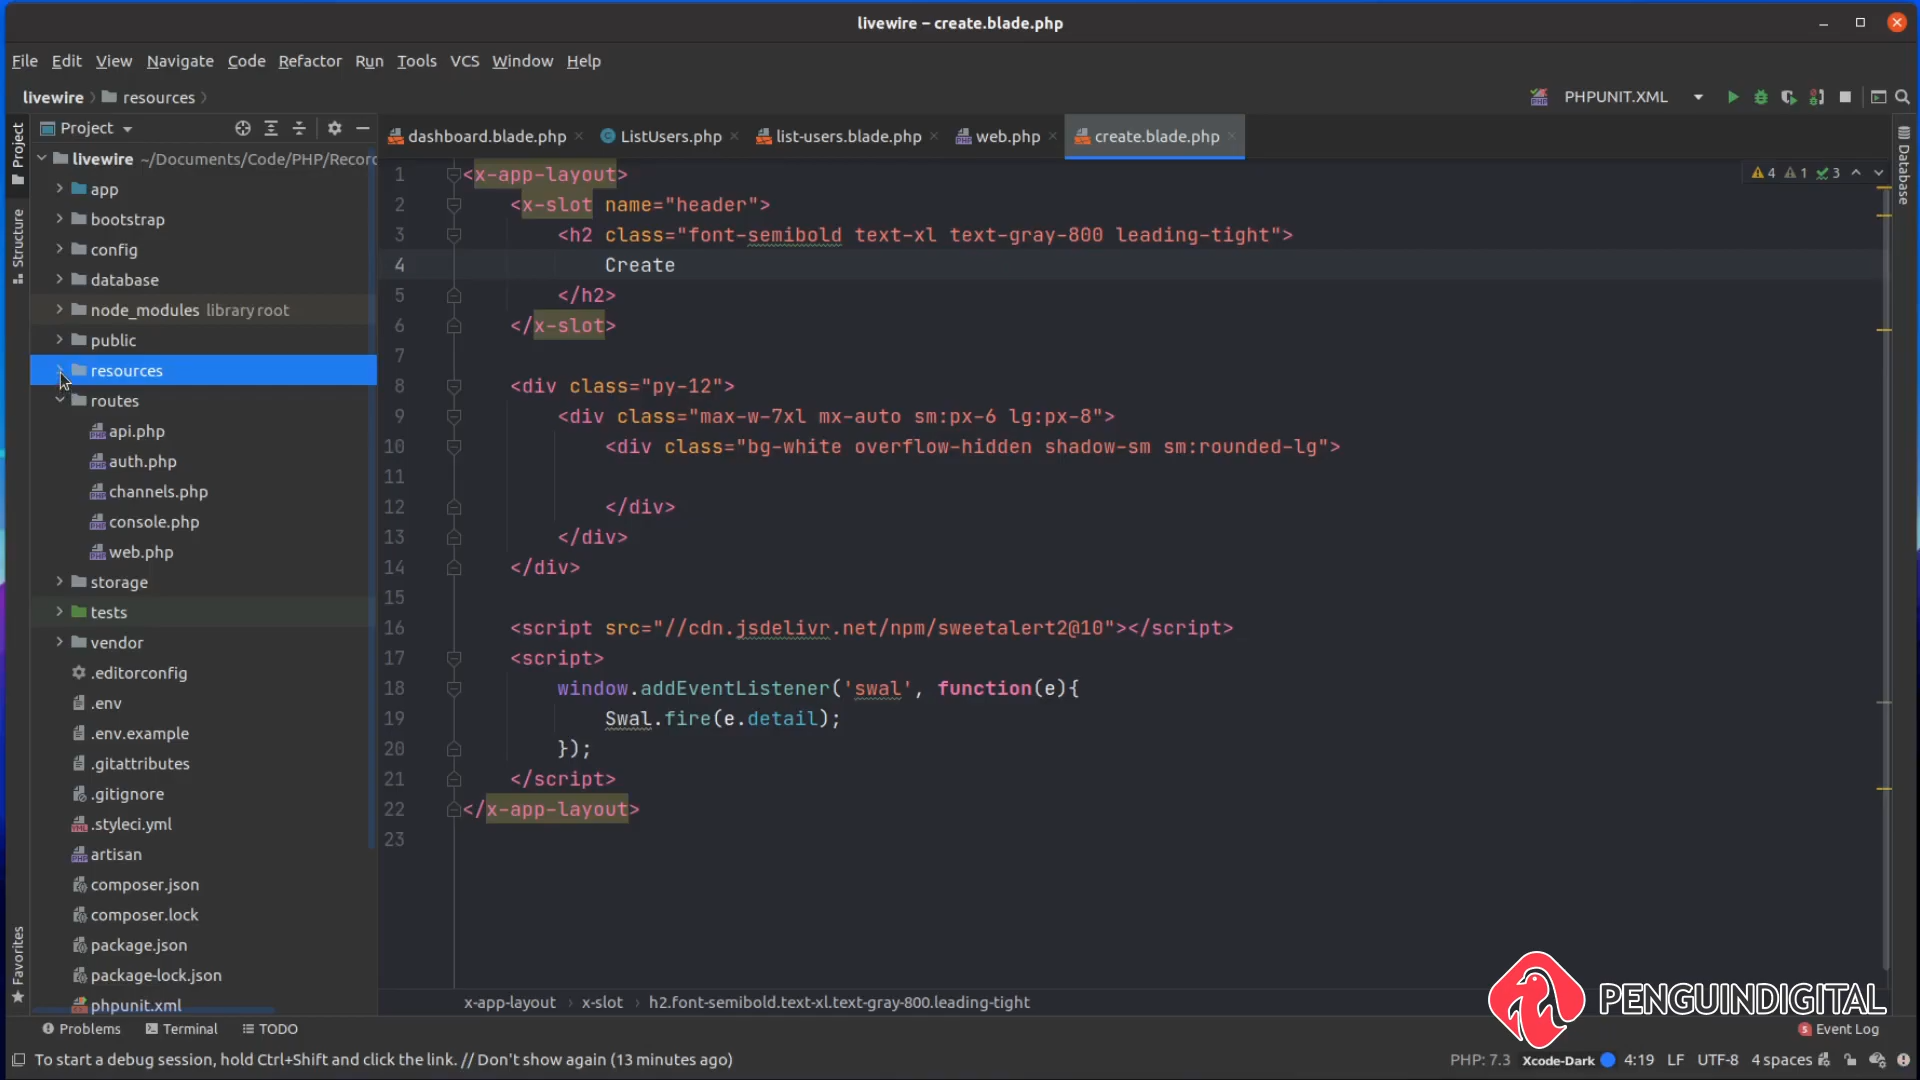 livewire – create.blade.php
File Edit View Navigate Code Refactor Run Tools VCS Window Help
livewire resources
PHPUNIT.XML
Project
dashboard.blade.php ListUsers.php list-users.blade.php web.php create.blade.php
Project
Structure
Favorites
Database
livewire ~/Documents/Code/PHP/Recor
app
bootstrap
config
database
node_modules library root
public
resources
routes
api.php
auth.php
channels.php
console.php
web.php
storage
tests
vendor
.editorconfig
.env
.env.example
.gitattributes
.gitignore
.styleci.yml
artisan
composer.json
composer.lock
package.json
package-lock.json
phpunit.xml
4 1 3
1 <x-app-layout>
2 <x-slot name="header">
3 <h2 class="font-semibold text-xl text-gray-800 leading-tight">
4 Create
5 </h2>
6 </x-slot>
7
8 <div class="py-12">
9 <div class="max-w-7xl mx-auto sm:px-6 lg:px-8">
10 <div class="bg-white overflow-hidden shadow-sm sm:rounded-lg">
11
12 </div>
13 </div>
14 </div>
15
16 <script src="//cdn.jsdelivr.net/npm/sweetalert2@10"></script>
17 <script>
18 window.addEventListener('swal', function(e){
19 Swal.fire(e.detail);
20 });
21 </script>
22 </x-app-layout>
23
x-app-layout › x-slot › h2.font-semibold.text-xl.text-gray-800.leading-tight
PENGUINDIGITAL
Problems Terminal TODO
Event Log
To start a debug session, hold Ctrl+Shift and click the link. // Don't show again (13 minutes ago)
PHP: 7.3 Xcode-Dark 4:19 LF UTF-8 4 spaces